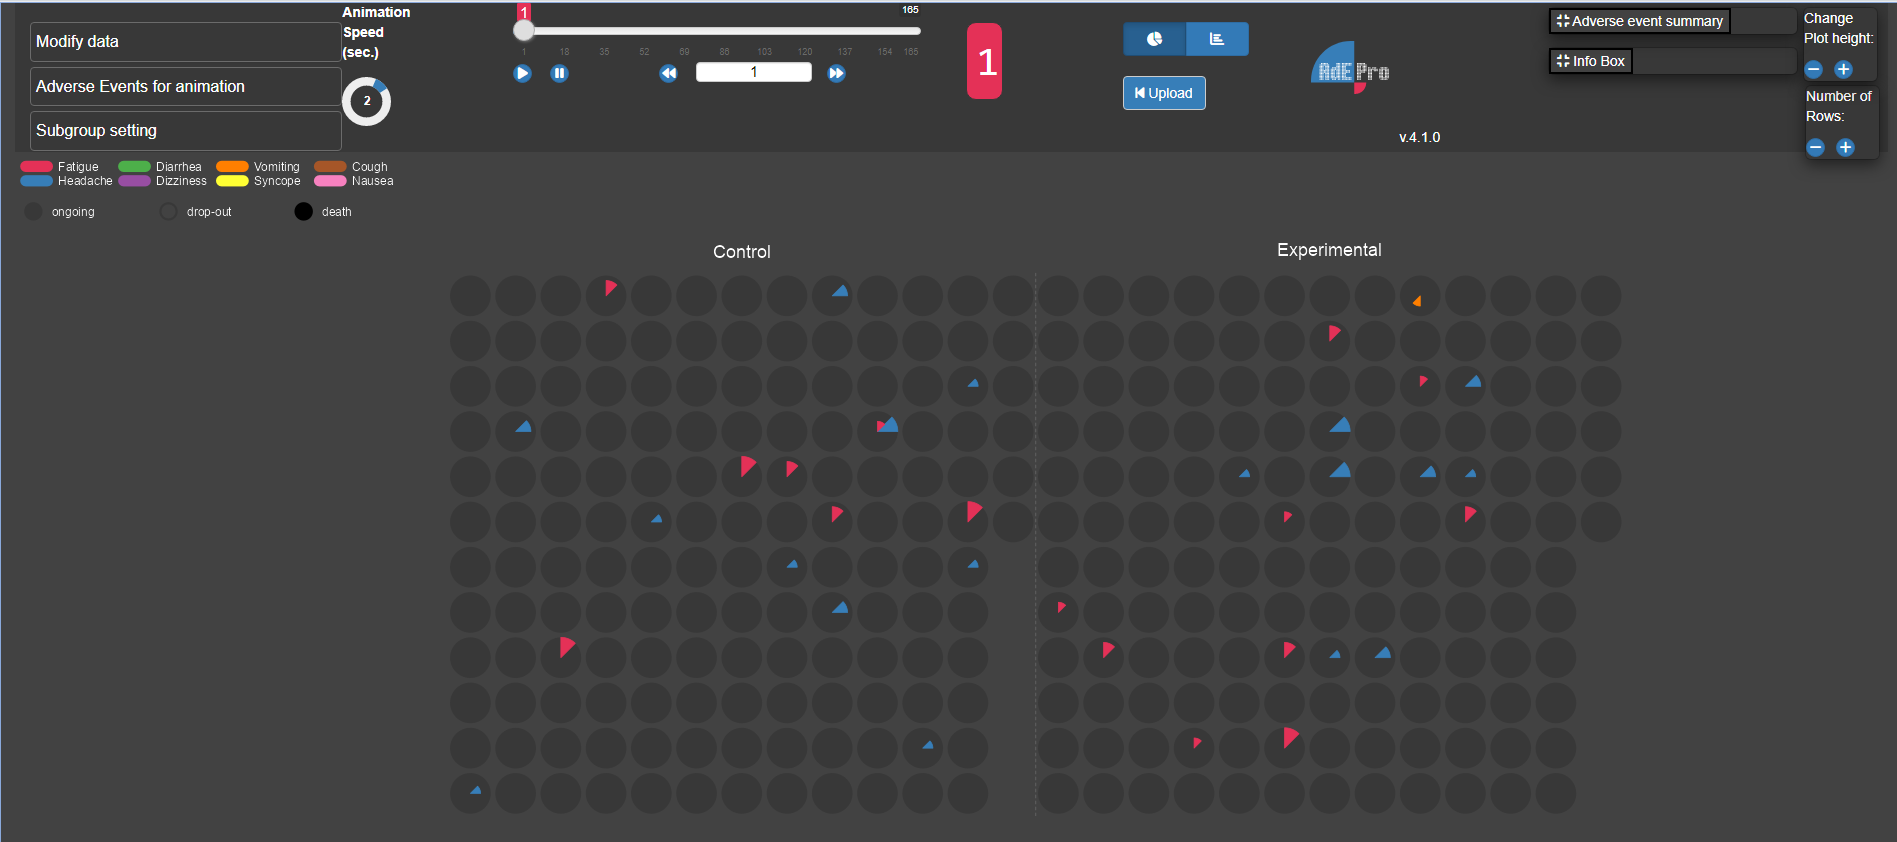 Modify data
Adverse Events for animation
Subgroup setting
Animation
Speed
(sec.)
2
1
165
1 18 35 52 69 86 103 120 137 154 165
1
1
Upload
AdE Pro
v.4.1.0
Adverse event summary
Info Box
Change
Plot height:
Number of
Rows:
Fatigue Diarrhea Vomiting Cough
Headache Dizziness Syncope Nausea
ongoing drop-out death
Control Experimental